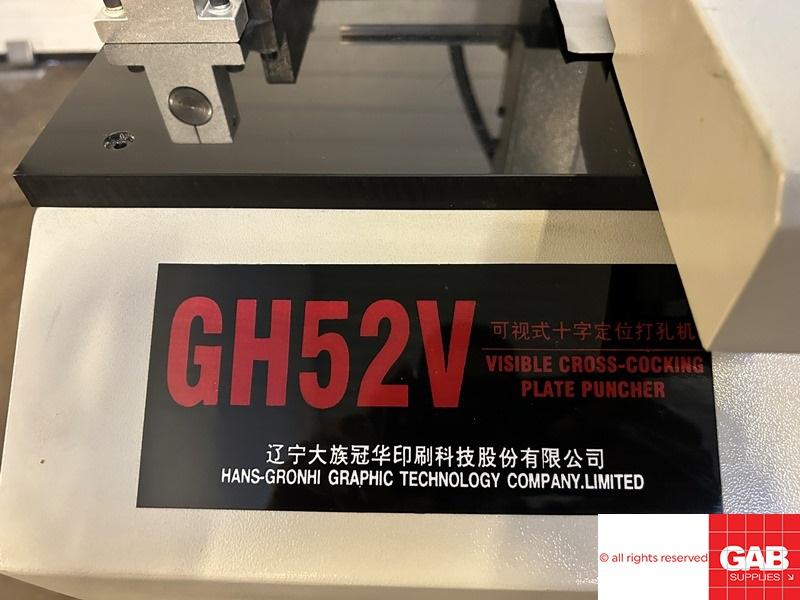 GH52V
可视式十字定位打孔机
VISIBLE CROSS-COCKING
PLATE PUNCHER
辽宁大族冠华印刷科技股份有限公司
HANS-GRONHI GRAPHIC TECHNOLOGY COMPANY.LIMITED
© all rights reserved
GAB
SUPPLIES